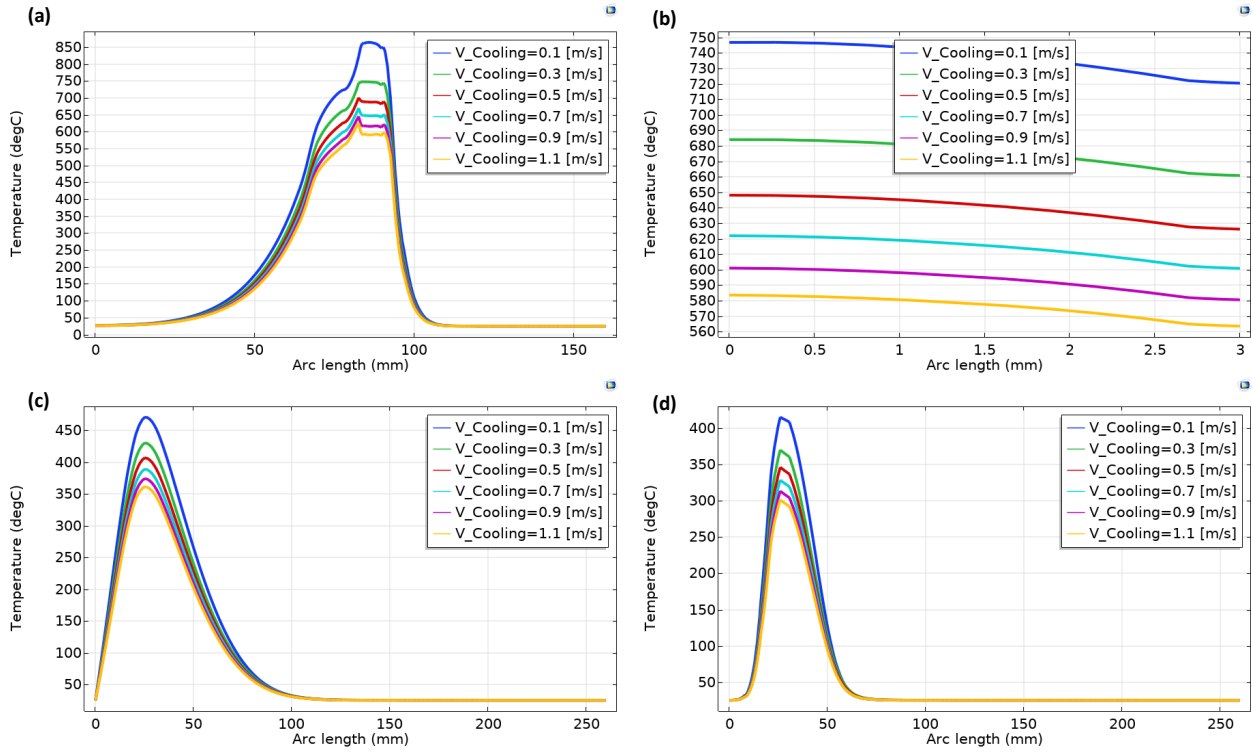 (a)
850
800
750
700
650
600
550
500
450
400
350
300
250
200
150
100
50
0
Temperature (degC)
0
50
100
150
Arc length (mm)
V_Cooling=0.1 [m/s]
V_Cooling=0.3 [m/s]
V_Cooling=0.5 [m/s]
V_Cooling=0.7 [m/s]
V_Cooling=0.9 [m/s]
V_Cooling=1.1 [m/s]
(b)
750
740
730
720
710
700
690
680
670
660
650
640
630
620
610
600
590
580
570
560
Temperature (degC)
0
0.5
1
1.5
2
2.5
3
Arc length (mm)
V_Cooling=0.1 [m/s]
V_Cooling=0.3 [m/s]
V_Cooling=0.5 [m/s]
V_Cooling=0.7 [m/s]
V_Cooling=0.9 [m/s]
V_Cooling=1.1 [m/s]
(c)
450
400
350
300
250
200
150
100
50
Temperature (degC)
0
50
100
150
200
250
Arc length (mm)
V_Cooling=0.1 [m/s]
V_Cooling=0.3 [m/s]
V_Cooling=0.5 [m/s]
V_Cooling=0.7 [m/s]
V_Cooling=0.9 [m/s]
V_Cooling=1.1 [m/s]
(d)
400
350
300
250
200
150
100
50
Temperature (degC)
0
50
100
150
200
250
Arc length (mm)
V_Cooling=0.1 [m/s]
V_Cooling=0.3 [m/s]
V_Cooling=0.5 [m/s]
V_Cooling=0.7 [m/s]
V_Cooling=0.9 [m/s]
V_Cooling=1.1 [m/s]